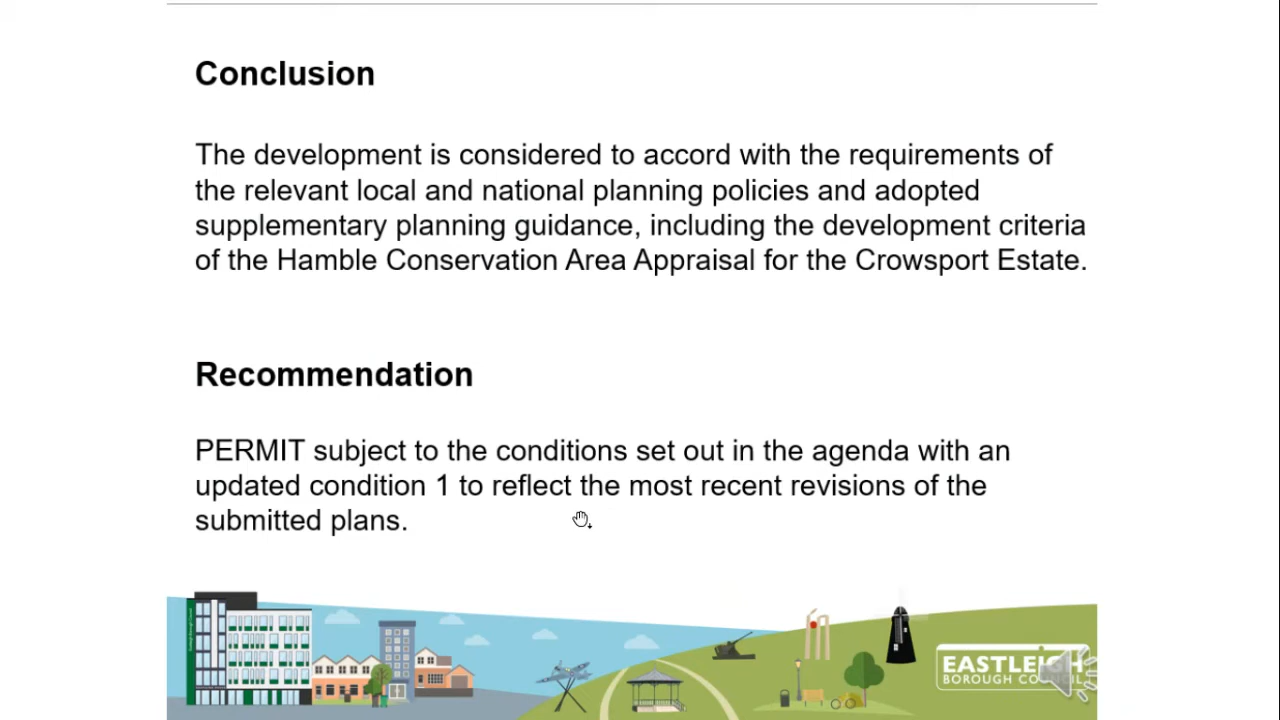 Conclusion
The development is considered to accord with the requirements of
the relevant local and national planning policies and adopted
supplementary planning guidance, including the development criteria
of the Hamble Conservation Area Appraisal for the Crowsport Estate.
Recommendation
PERMIT subject to the conditions set out in the agenda with an
updated condition 1 to reflect the most recent revisions of the
submitted plans.
EASTLEIGH
BOROUGH COUNCIL